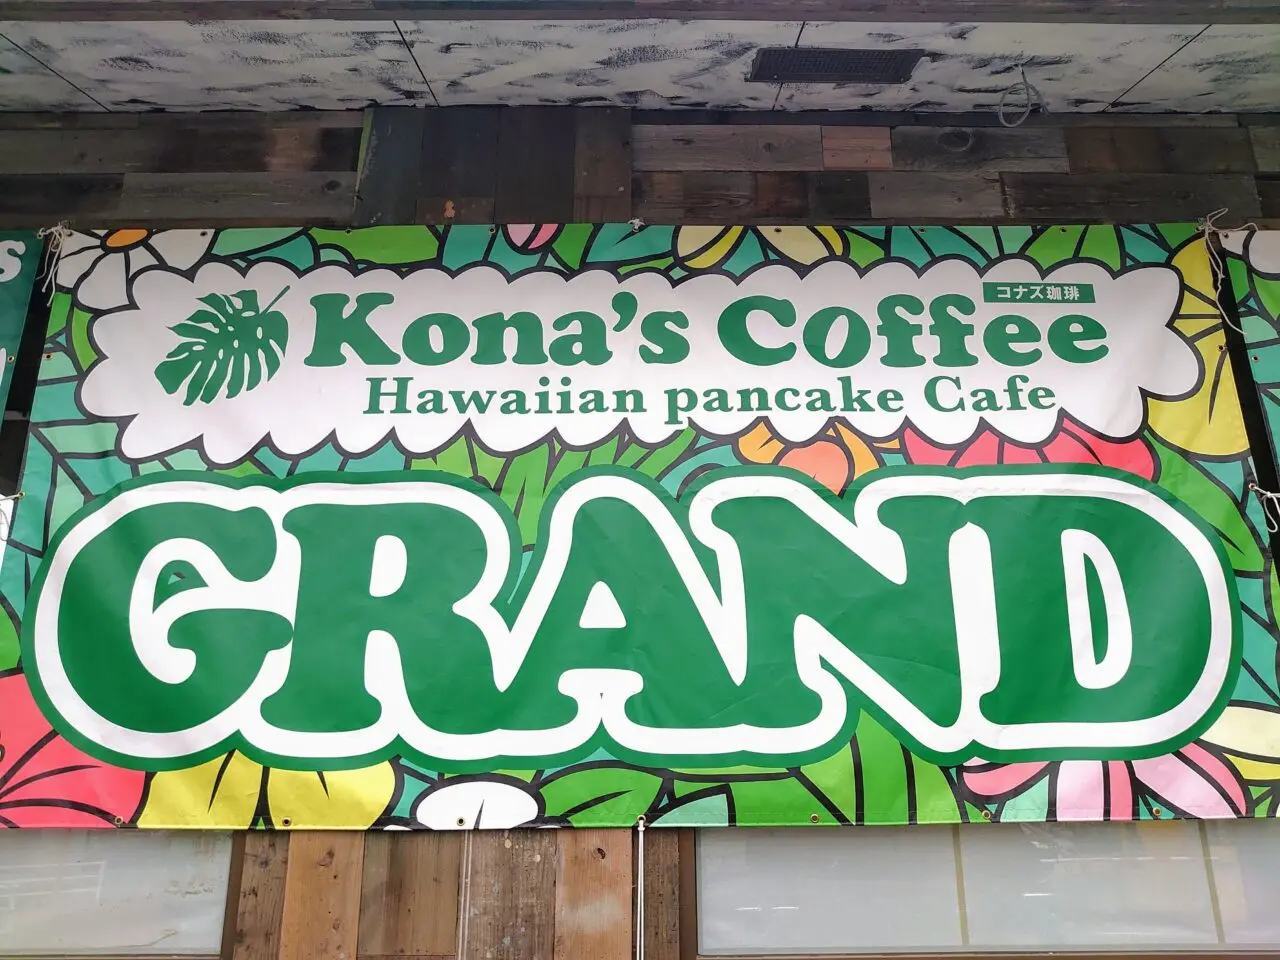 Kona's Coffee
コナズ珈琲
Hawaiian pancake Cafe
GRAND